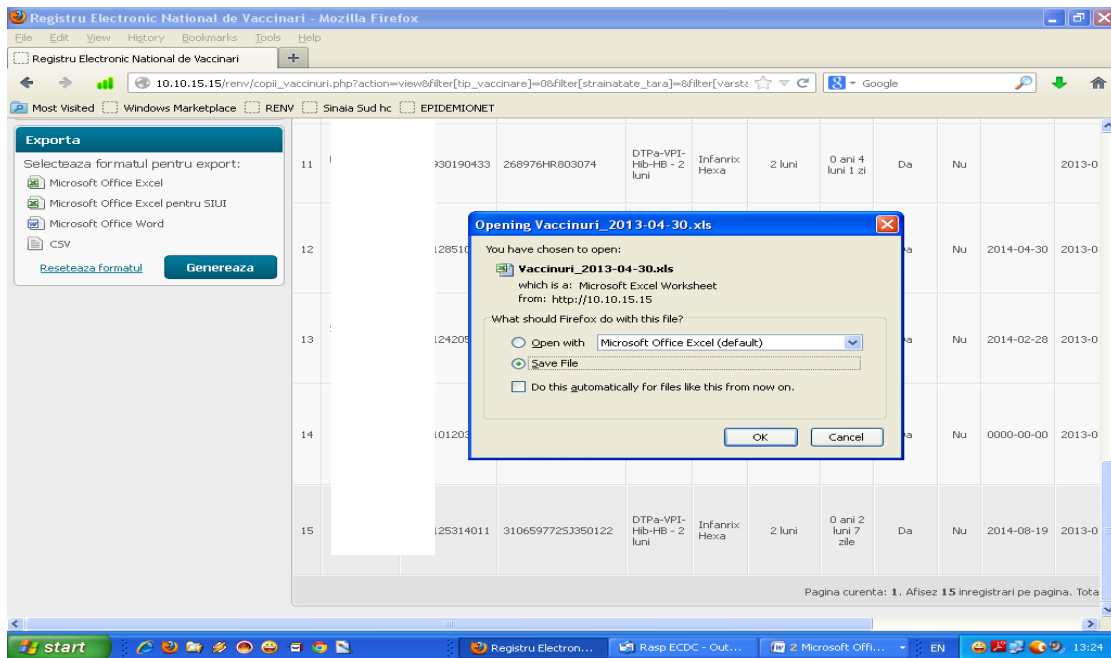 Registru Electronic National de Vaccinari - Mozilla Firefox
File Edit View History Bookmarks Tools Help
Registru Electronic National de Vaccinari +
10.10.15.15/renv/copii_vaccinuri.php?action=view&filter[tip_vaccinare]=0&filter[strainatate_tara]=&filter[varsta Google
Most Visited Windows Marketplace RENV Sinaia Sud hc EPIDEMIONET
Exporta
Selecteaza formatul pentru export:
Microsoft Office Excel
Microsoft Office Excel pentru SIUI
Microsoft Office Word
CSV
Reseteaza formatul Genereaza
11 930190433 268976HR803074 DTPa-VPI-Hib-HB - 2 luni Infanrix Hexa 2 luni 0 ani 4 luni 1 zi Da Nu 2013-0
12 128510 Nu 2014-04-30 2013-0
13 124205 Nu 2014-02-28 2013-0
14 101203 Nu 0000-00-00 2013-0
15 125314011 310659772SJ350122 DTPa-VPI-Hib-HB - 2 luni Infanrix Hexa 2 luni 0 ani 2 luni 7 zile Da Nu 2014-08-19 2013-0
Opening Vaccinuri_2013-04-30.xls
You have chosen to open:
Vaccinuri_2013-04-30.xls
which is a: Microsoft Excel Worksheet
from: http://10.10.15.15
What should Firefox do with this file?
Open with Microsoft Office Excel (default)
Save File
Do this automatically for files like this from now on.
OK Cancel
Pagina curenta: 1. Afisez 15 inregistrari pe pagina. Tota
start Registru Electron... Rasp ECDC - Out... 2 Microsoft Offi... EN 13:24